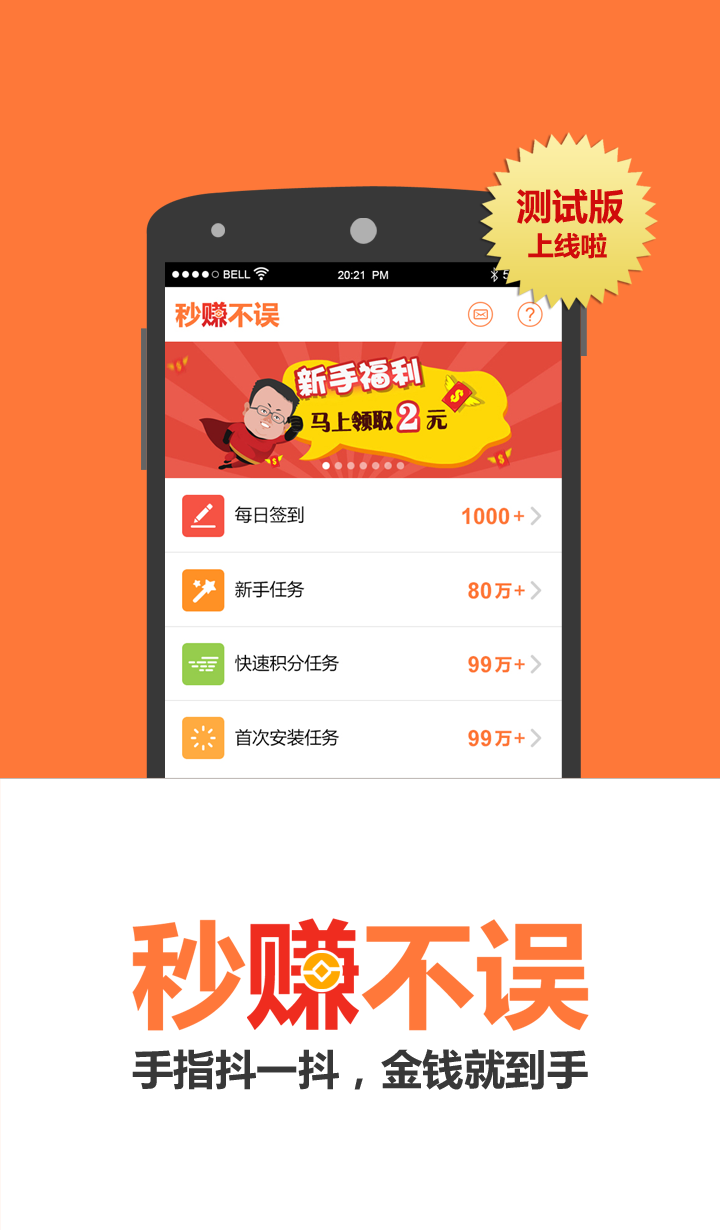 测试版
上线啦
BELL 20:21 PM
秒赚不误
?
新手福利
马上领取2元
每日签到 1000+
新手任务 80万+
快速积分任务 99万+
首次安装任务 99万+
秒赚不误
手指抖一抖，金钱就到手